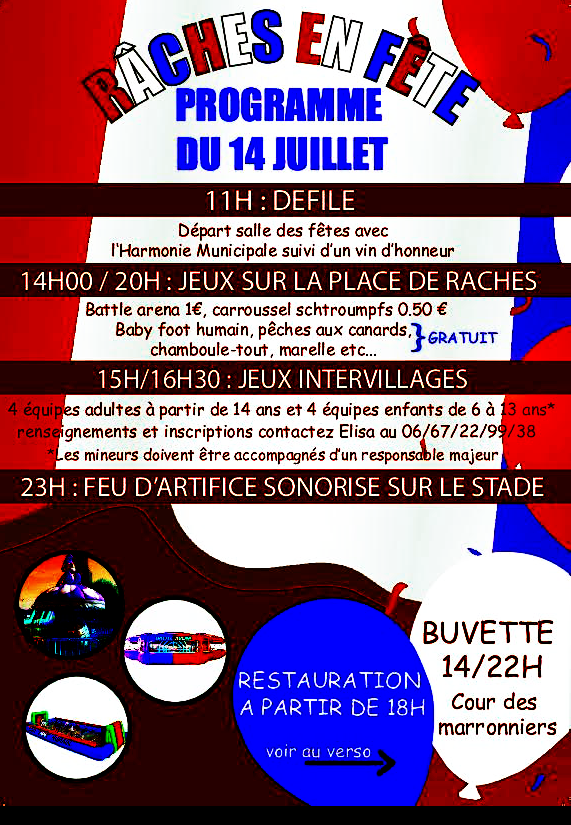 RÂCHES EN FÊTE
PROGRAMME
DU 14 JUILLET
11H : DEFILE
Départ salle des fêtes avec
l'Harmonie Municipale suivi d'un vin d'honneur
14H00 / 20H : JEUX SUR LA PLACE DE RACHES
Battle arena 1€, carroussel schtroumpfs 0.50 €
Baby foot humain, pêches aux canards,
chamboule-tout, marelle etc...
GRATUIT
15H/16H30 : JEUX INTERVILLAGES
4 équipes adultes à partir de 14 ans et 4 équipes enfants de 6 à 13 ans*
renseignements et inscriptions contactez Elisa au 06/67/22/99/38
*Les mineurs doivent être accompagnés d'un responsable majeur
23H : FEU D'ARTIFICE SONORISE SUR LE STADE
BUVETTE
14/22H
Cour des
marronniers
RESTAURATION
A PARTIR DE 18H
voir au verso